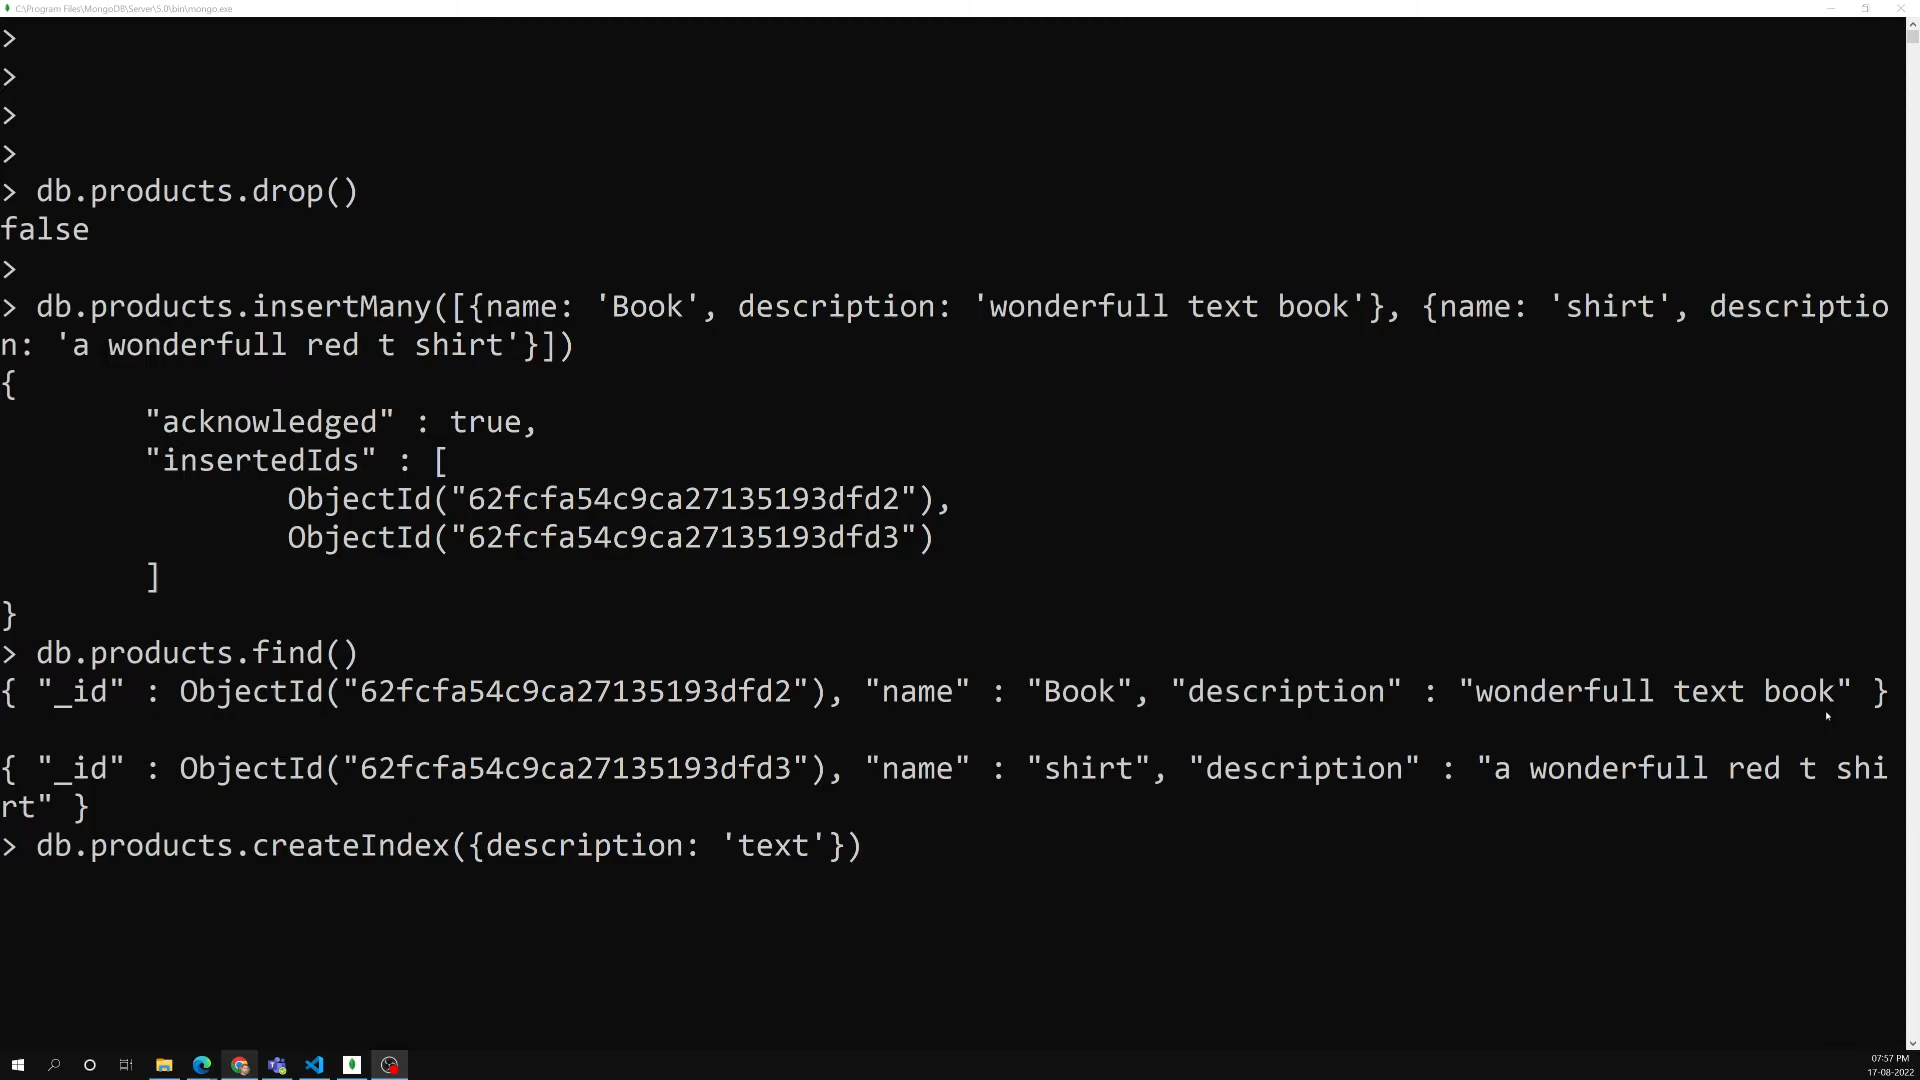 C:\Program Files\MongoDB\Server\5.0\bin\mongo.exe
>
>
>
>
> db.products.drop()
false
>
> db.products.insertMany([{name: 'Book', description: 'wonderfull text book'}, {name: 'shirt', descriptio
n: 'a wonderfull red t shirt'}])
{
        "acknowledged" : true,
        "insertedIds" : [
                ObjectId("62fcfa54c9ca27135193dfd2"),
                ObjectId("62fcfa54c9ca27135193dfd3")
        ]
}
> db.products.find()
{ "_id" : ObjectId("62fcfa54c9ca27135193dfd2"), "name" : "Book", "description" : "wonderfull text book" }
{ "_id" : ObjectId("62fcfa54c9ca27135193dfd3"), "name" : "shirt", "description" : "a wonderfull red t shi
rt" }
> db.products.createIndex({description: 'text'})
07:57 PM
17-08-2022